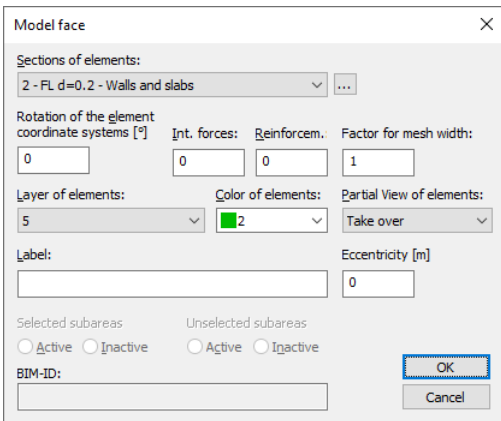 Model face
Sections of elements:
2 - FL d=0.2 - Walls and slabs
...
Rotation of the element
coordinate systems [°] Int. forces: Reinforcem.: Factor for mesh width:
0 0 0 1
Layer of elements: Color of elements: Partial View of elements:
5 2 Take over
Label: Eccentricity [m]
0
Selected subareas Unselected subareas
Active Inactive Active Inactive
BIM-ID:
OK
Cancel